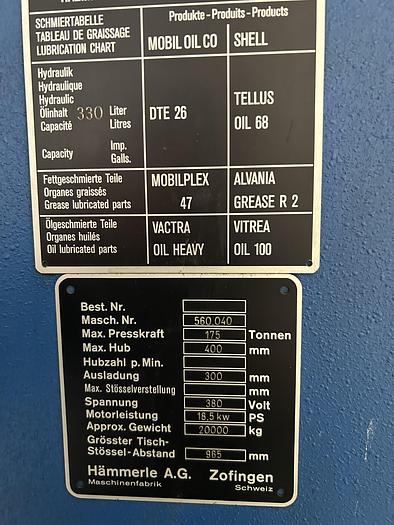 Produkte - Produits - Products
SCHMIERTABELLE
TABLEAU DE GRAISSAGE
LUBRICATION CHART
MOBIL OIL CO
SHELL
Hydraulik
Hydraulique
Hydraulic
Ölinhalt 330 Liter
Capacité Litres
Capacity Imp. Galls.
DTE 26
TELLUS
OIL 68
Fettgeschmierte Teile
Organes graissés
Grease lubricated parts
MOBILPLEX
47
ALVANIA
GREASE R 2
Ölgeschmierte Teile
Organes huilés
Oil lubricated parts
VACTRA
OIL HEAVY
VITREA
OIL 100
Best. Nr.
Masch. Nr. 560.040
Max. Presskraft 175 Tonnen
Max. Hub 400 mm
Hubzahl p. Min.
Ausladung 300 mm
Max. Stösselverstellung mm
Spannung 380 Volt
Motorleistung 18,5 kw PS
Approx. Gewicht 20000 kg
Grösster Tisch-
Stössel-Abstand 965 mm
Hämmerle A.G. Zofingen
Maschinenfabrik Schweiz